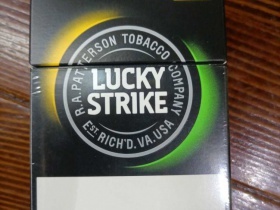 R.A. PATTERSON TOBACCO COMPANY
LUCKY
STRIKE
EST. RICH'D. VA. USA